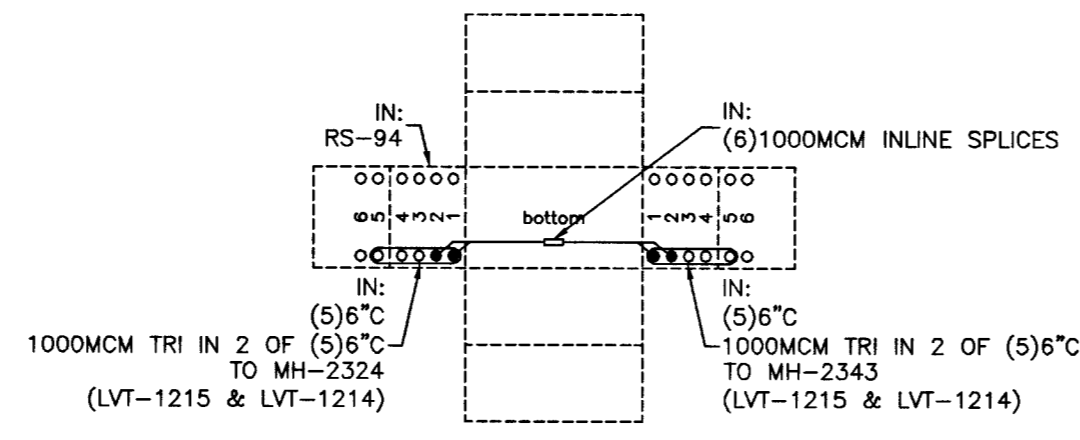 IN:
RS-94
IN:
(6)1000MCM INLINE SPLICES
6 5 4 3 2 1
bottom
1 2 3 4 5 6
IN:
(5)6"C
1000MCM TRI IN 2 OF (5)6"C
TO MH-2324
(LVT-1215 & LVT-1214)
IN:
(5)6"C
1000MCM TRI IN 2 OF (5)6"C
TO MH-2343
(LVT-1215 & LVT-1214)